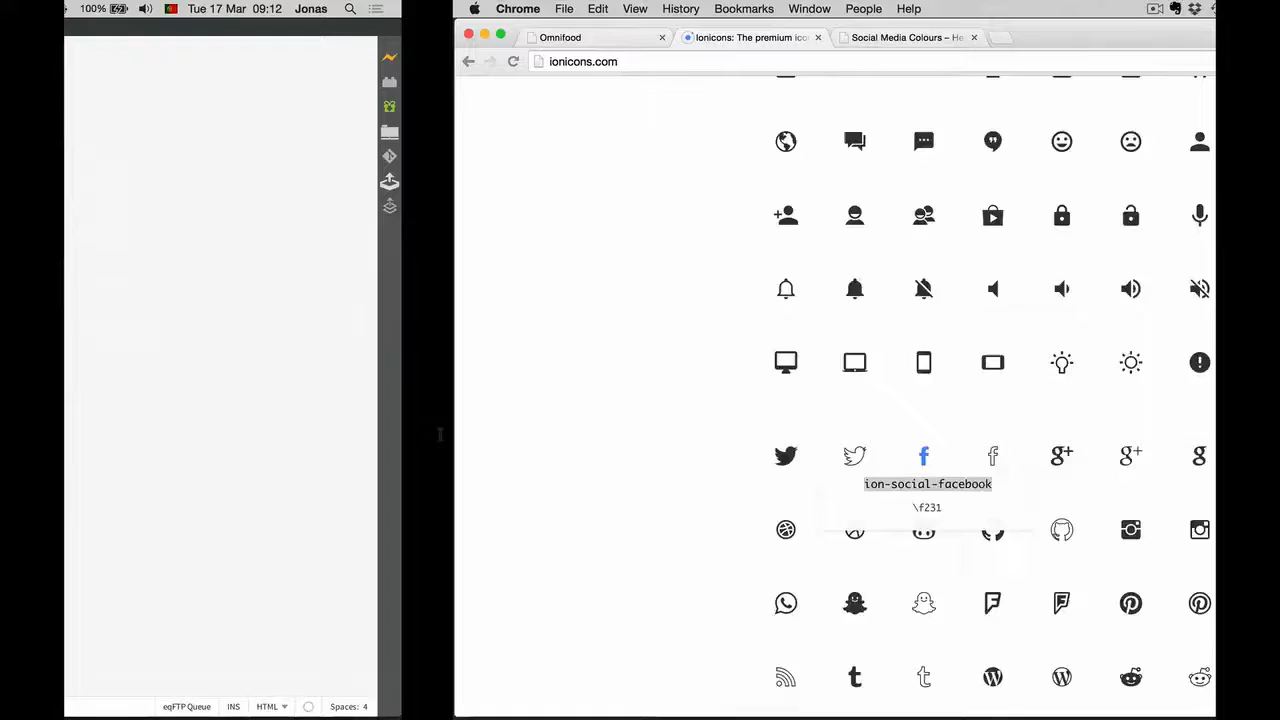 100% Tue 17 Mar 09:12 Jonas
Chrome File Edit View History Bookmarks Window People Help
Omnifood
Ionicons: The premium ico
Social Media Colours – He
ionicons.com
ion-social-facebook
\f231
eqFTP Queue INS HTML Spaces: 4